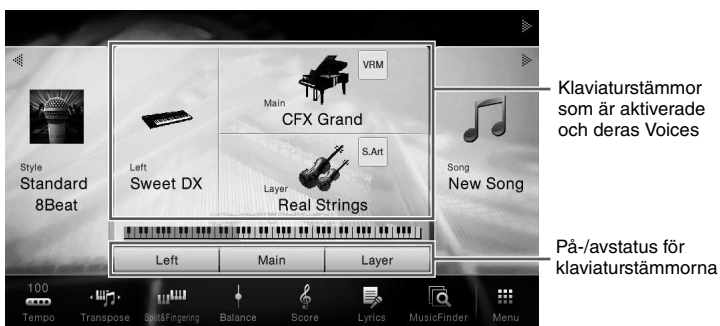 VRM
Main
CFX Grand
Left
Sweet DX
S.Art
Layer
Real Strings
Style
Standard
8Beat
Song
New Song
Left
Main
Layer
100
Tempo
Transpose
Split&Fingering
Balance
Score
Lyrics
MusicFinder
Menu
Klaviaturstämmor
som är aktiverade
och deras Voices
På-/avstatus för
klaviaturstämmorna